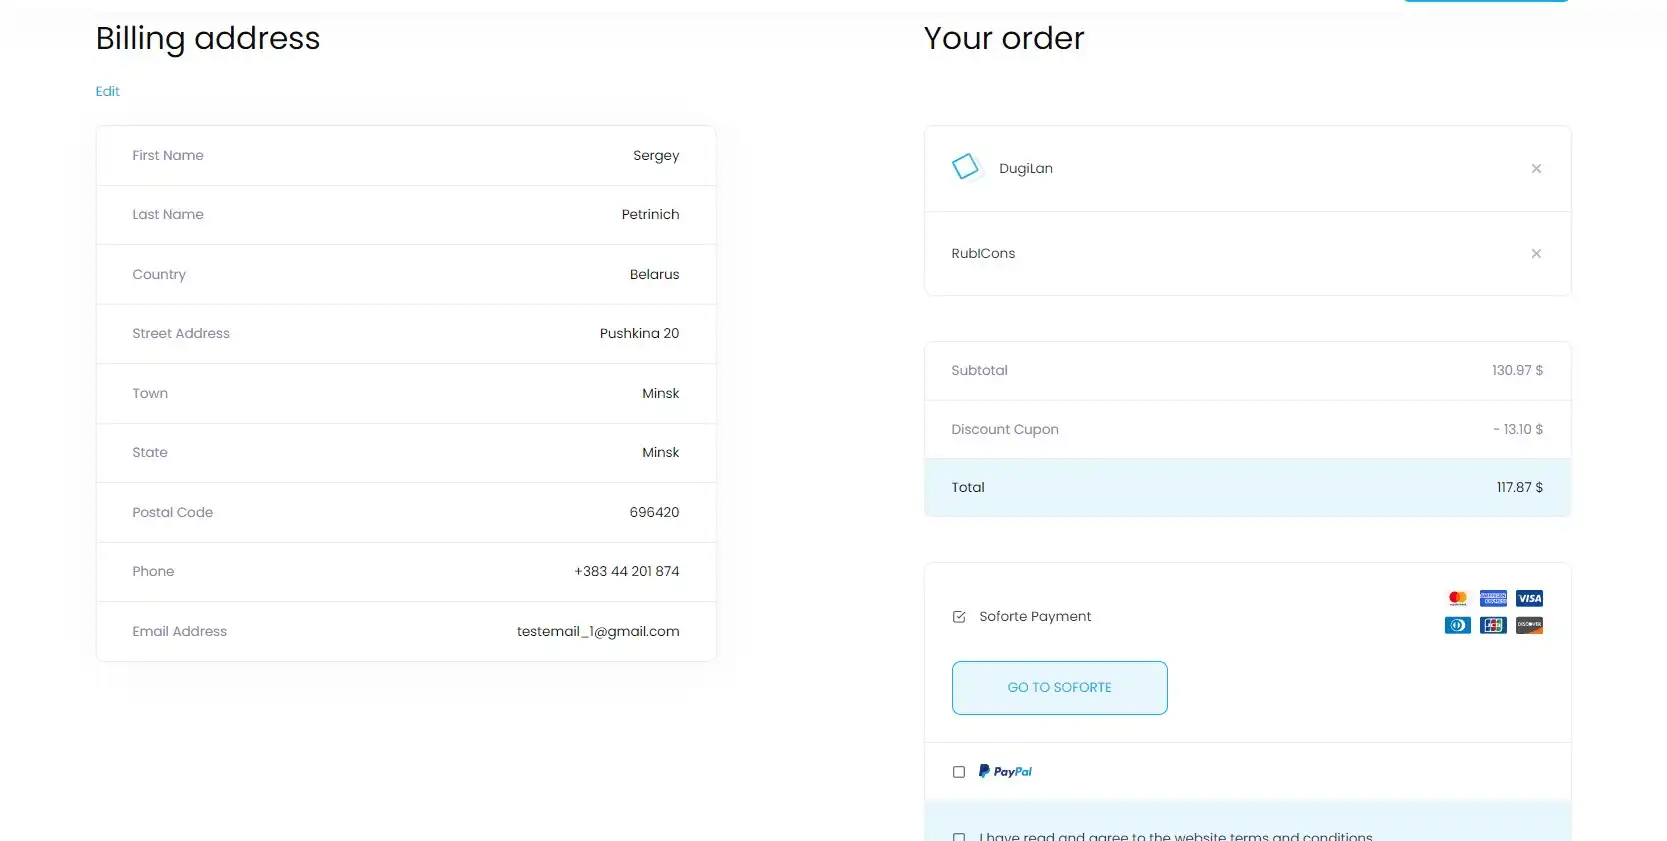 Billing address
Edit
First Name Sergey
Last Name Petrinich
Country Belarus
Street Address Pushkina 20
Town Minsk
State Minsk
Postal Code 696420
Phone +383 44 201 874
Email Address testemail_1@gmail.com
Your order
DugiLan
RubICons
Subtotal 130.97 $
Discount Cupon - 13.10 $
Total 117.87 $
Soforte Payment
VISA
DISCOVER
GO TO SOFORTE
PayPal
I have read and agree to the website terms and conditions